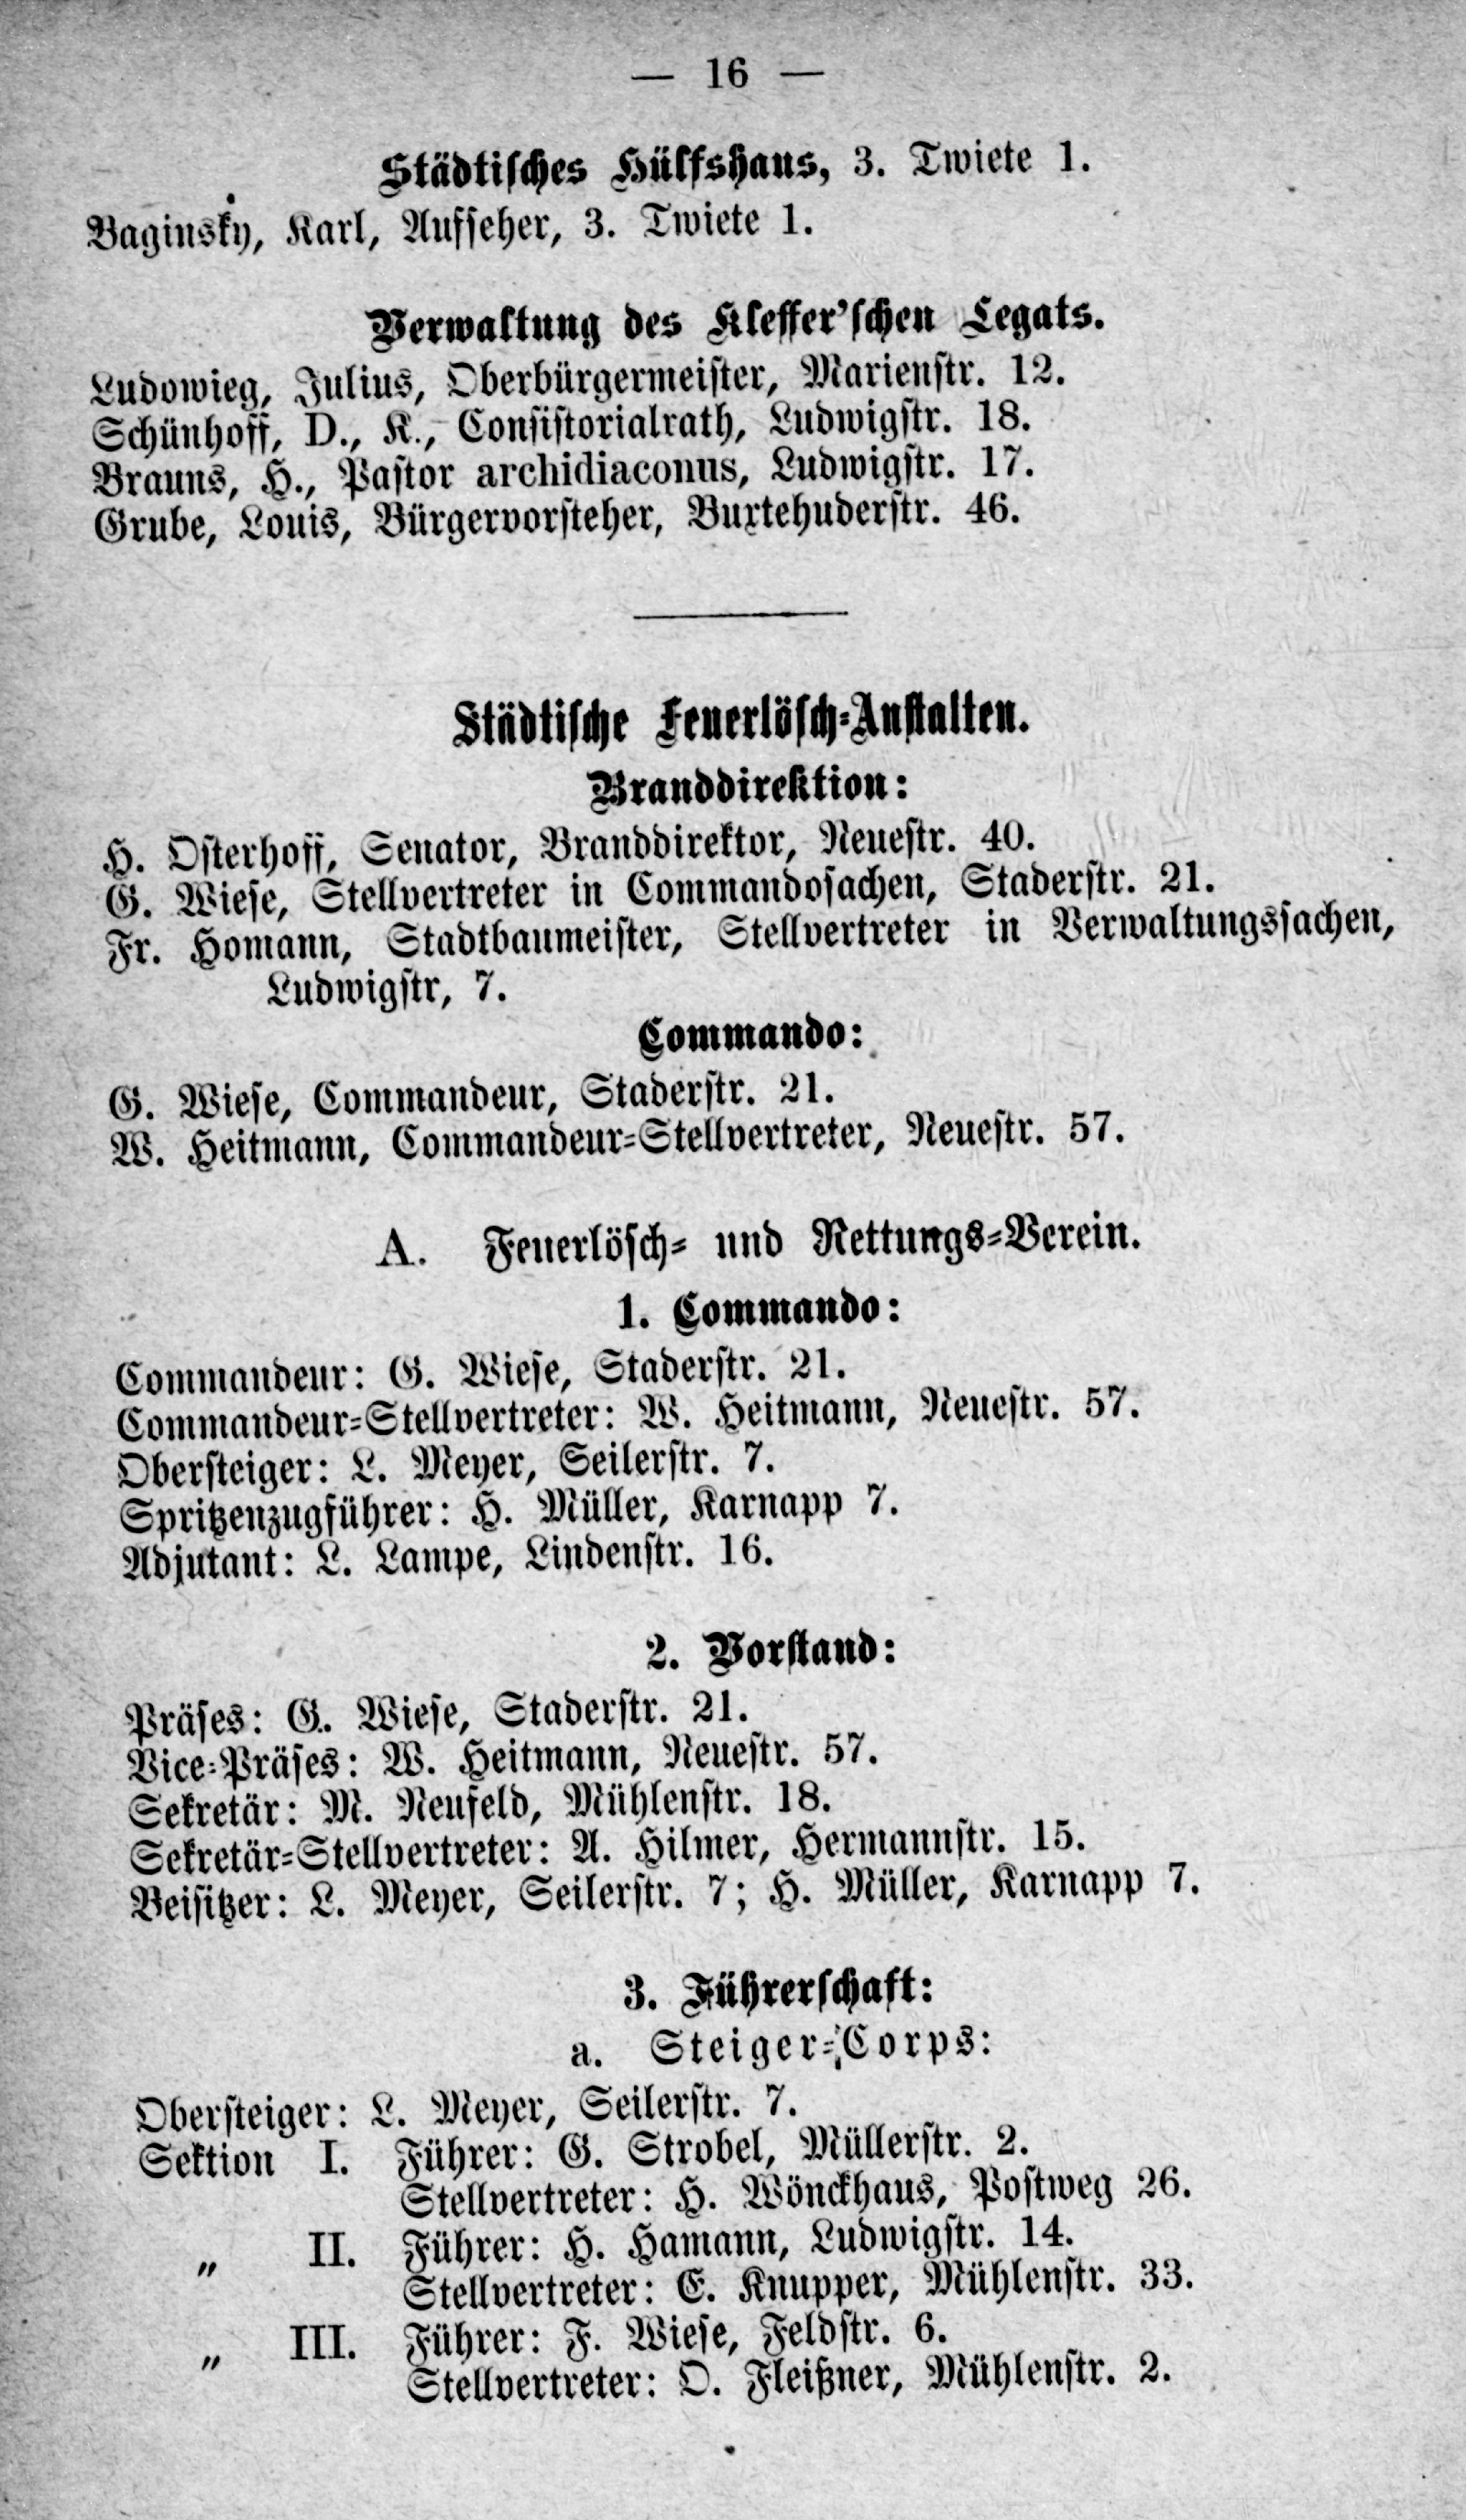 — 16 —
Städtisches Hülfshaus, 3. Twiete 1.
Baginsky, Karl, Aufseher, 3. Twiete 1.
Verwaltung des Kleffer'schen Legats.
Ludowieg, Julius, Oberbürgermeister, Marienstr. 12.
Schünhoff, D., K., Consistorialrath, Ludwigstr. 18.
Brauns, H., Pastor archidiaconus, Ludwigstr. 17.
Grube, Louis, Bürgervorsteher, Buxtehuderstr. 46.
Städtische Feuerlösch-Anstalten.
Branddirektion:
H. Osterhoff, Senator, Branddirektor, Neuestr. 40.
G. Wiese, Stellvertreter in Commandosachen, Staderstr. 21.
Fr. Homann, Stadtbaumeister, Stellvertreter in Verwaltungssachen,
Ludwigstr, 7.
Commando:
G. Wiese, Commandeur, Staderstr. 21.
W. Heitmann, Commandeur-Stellvertreter, Neuestr. 57.
A. Feuerlösch- und Rettungs-Verein.
1. Commando:
Commandeur: G. Wiese, Staderstr. 21.
Commandeur-Stellvertreter: W. Heitmann, Neuestr. 57.
Obersteiger: L. Meyer, Seilerstr. 7.
Spritzenzugführer: H. Müller, Karnapp 7.
Adjutant: L. Lampe, Lindenstr. 16.
2. Vorstand:
Präses: G. Wiese, Staderstr. 21.
Vice-Präses: W. Heitmann, Neuestr. 57.
Sekretär: M. Neufeld, Mühlenstr. 18.
Sekretär-Stellvertreter: A. Hilmer, Hermannstr. 15.
Beisitzer: L. Meyer, Seilerstr. 7; H. Müller, Karnapp 7.
3. Führerschaft:
a. Steiger-Corps:
Obersteiger: L. Meyer, Seilerstr. 7.
Sektion I. Führer: G. Strobel, Müllerstr. 2.
Stellvertreter: H. Wönckhaus, Postweg 26.
„ II. Führer: H. Hamann, Ludwigstr. 14.
Stellvertreter: E. Knupper, Mühlenstr. 33.
„ III. Führer: F. Wiese, Feldstr. 6.
Stellvertreter: O. Fleißner, Mühlenstr. 2.